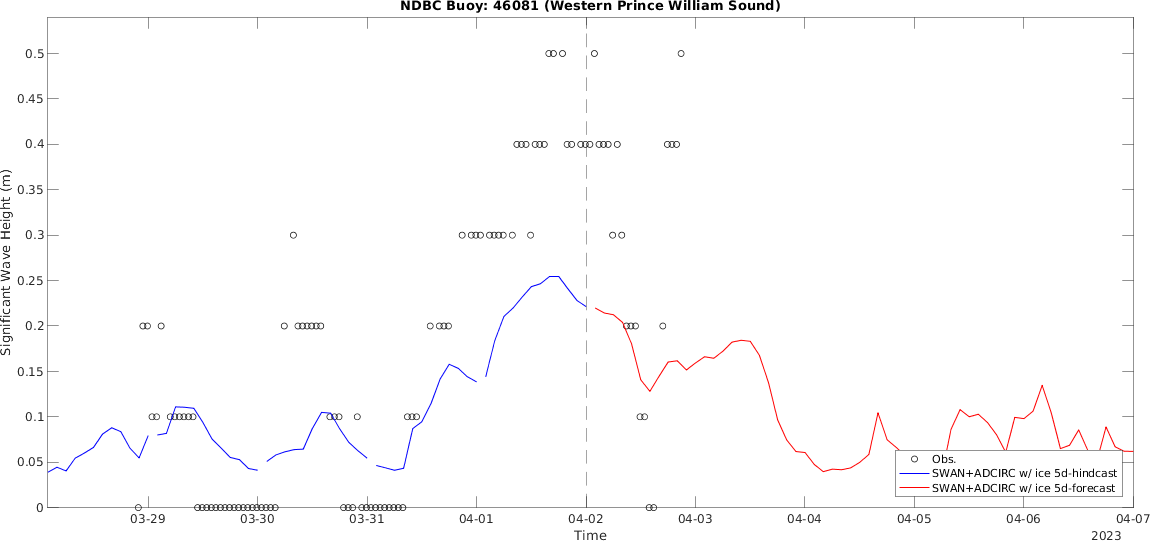 NDBC Buoy: 46081 (Western Prince William Sound)
Significant Wave Height (m)
0.5
0.45
0.4
0.35
0.3
0.25
0.2
0.15
0.1
0.05
0
Obs.
SWAN+ADCIRC w/ ice 5d-hindcast
SWAN+ADCIRC w/ ice 5d-forecast
03-29 03-30 03-31 04-01 04-02 04-03 04-04 04-05 04-06 04-07
Time
2023